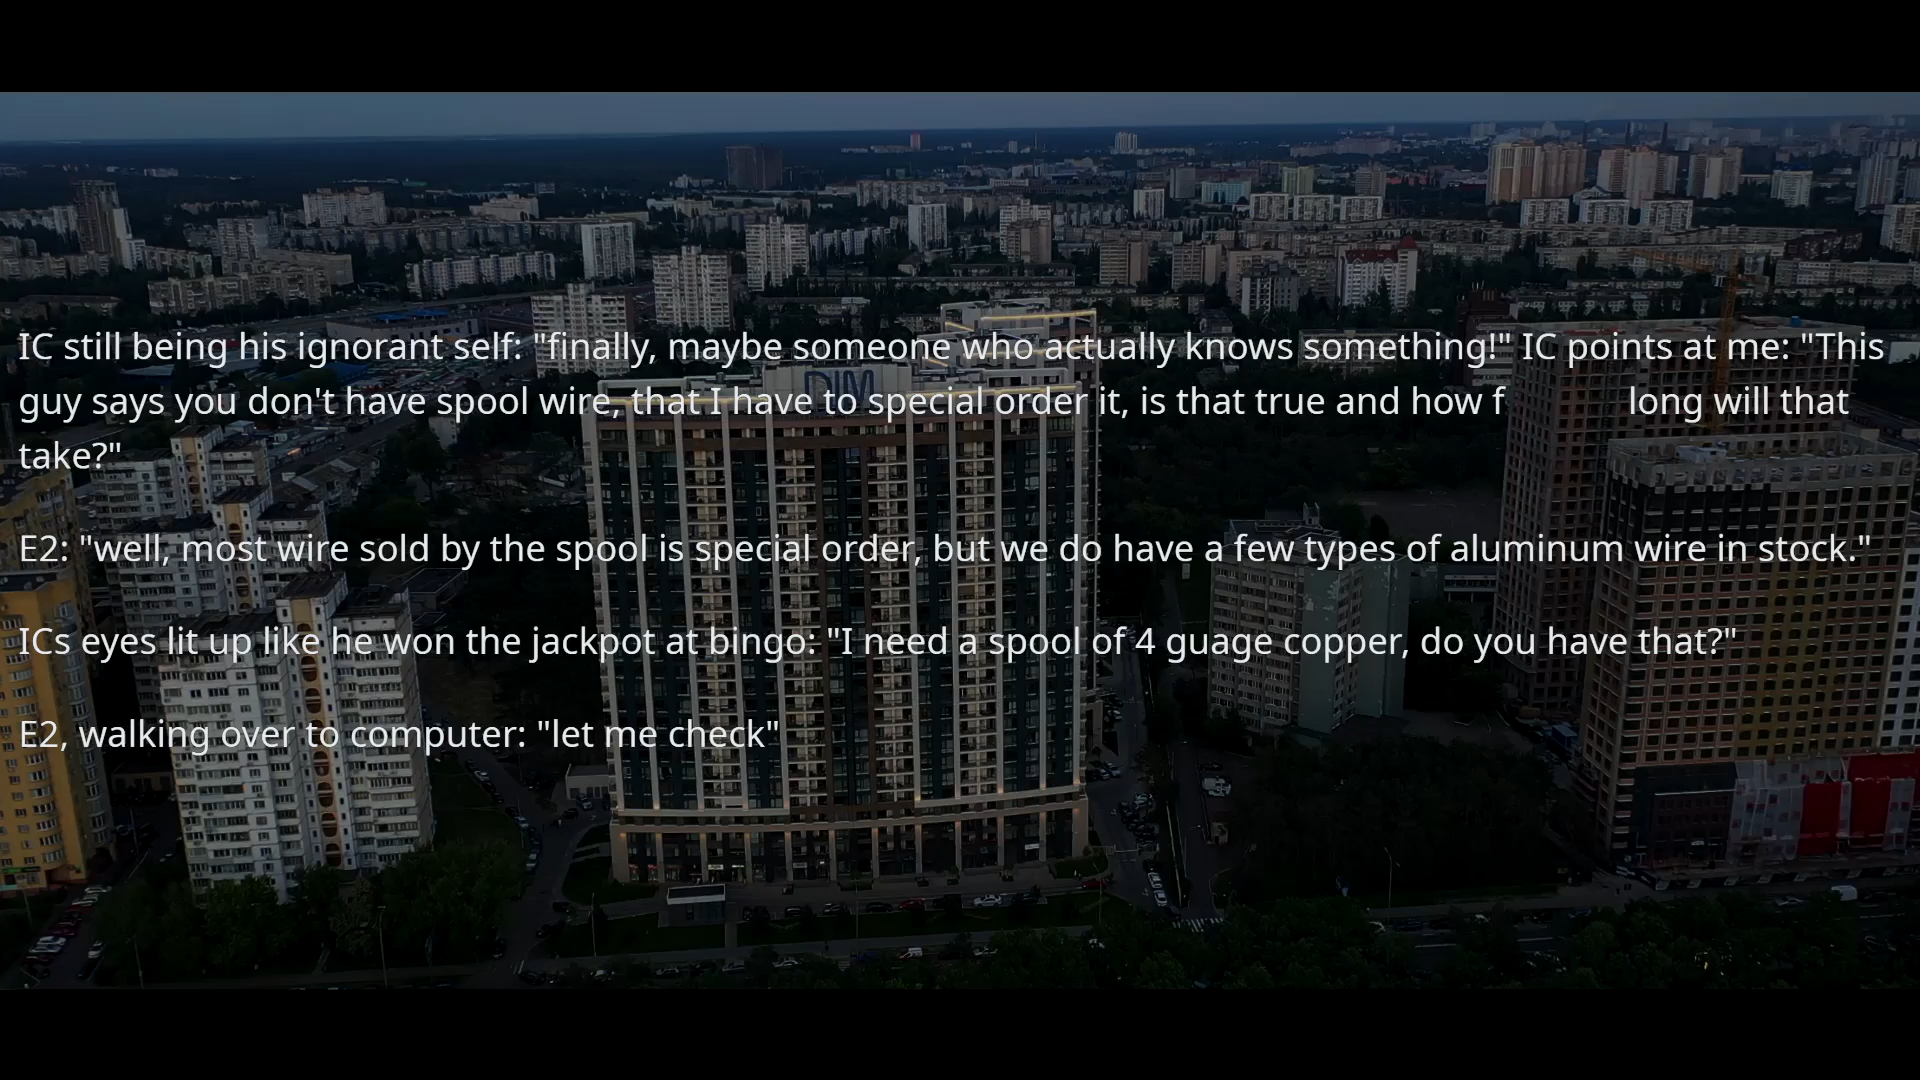 IC still being his ignorant self: "finally, maybe someone who actually knows something!" IC points at me: "This
guy says you don't have spool wire, that I have to special order it, is that true and how f long will that
take?"
E2: "well, most wire sold by the spool is special order, but we do have a few types of aluminum wire in stock."
ICs eyes lit up like he won the jackpot at bingo: "I need a spool of 4 guage copper, do you have that?"
E2, walking over to computer: "let me check"
DIM